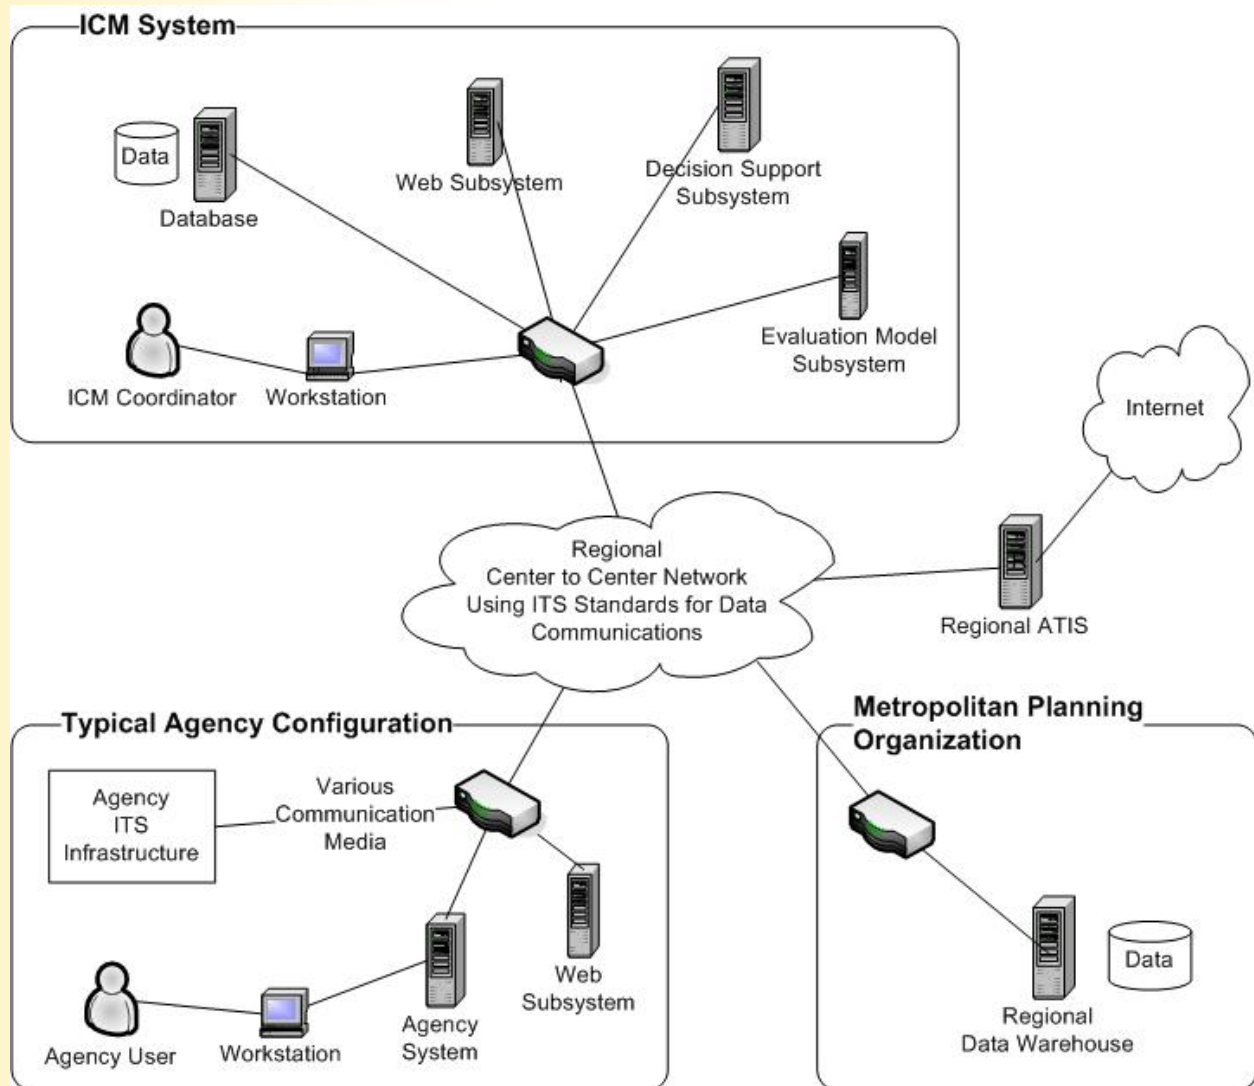 ICM System
Data
Database
Web Subsystem
Decision Support
Subsystem
Evaluation Model
Subsystem
ICM Coordinator
Workstation
Internet
Regional
Center to Center Network
Using ITS Standards for Data
Communications
Regional ATIS
Typical Agency Configuration
Agency
ITS
Infrastructure
Various
Communication
Media
Web
Subsystem
Agency User
Workstation
Agency
System
Metropolitan Planning
Organization
Data
Regional
Data Warehouse